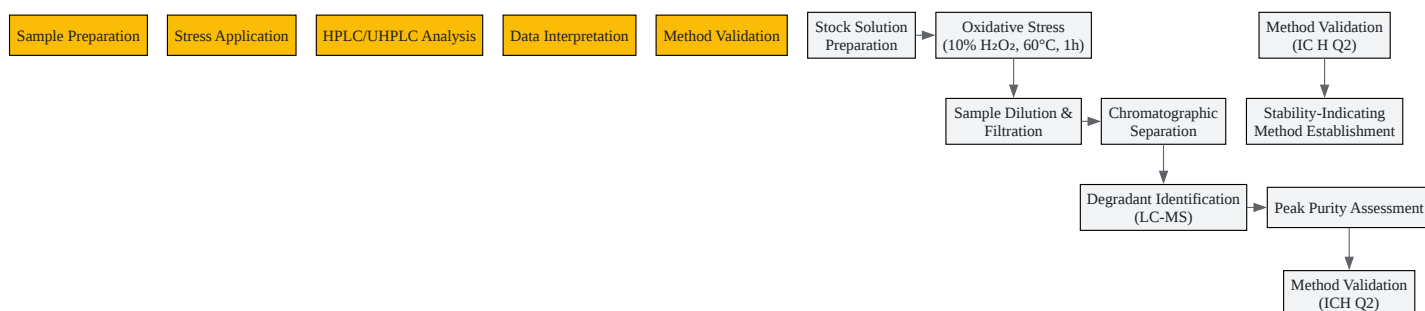 Sample Preparation
Stress Application
HPLC/UHPLC Analysis
Data Interpretation
Method Validation
Stock Solution
Preparation
Oxidative Stress
(10% H₂O₂, 60°C, 1h)
Method Validation
(IC H Q2)
Sample Dilution &
Filtration
Chromatographic
Separation
Stability-Indicating
Method Establishment
Degradant Identification
(LC-MS)
Peak Purity Assessment
Method Validation
(ICH Q2)